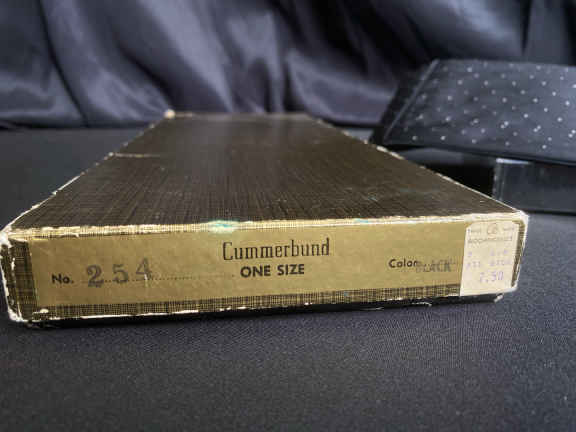 Cummerbund
No. 254
ONE SIZE
Color BLACK
7.50